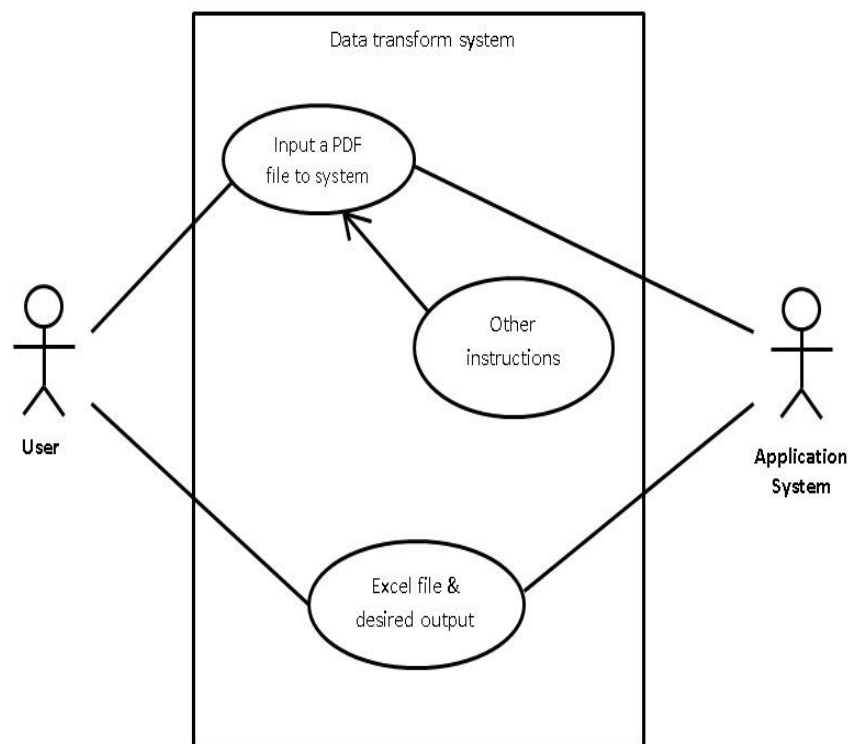 Data transform system
Input a PDF
file to system
Other
instructions
User
Application
System
Excel file &
desired output